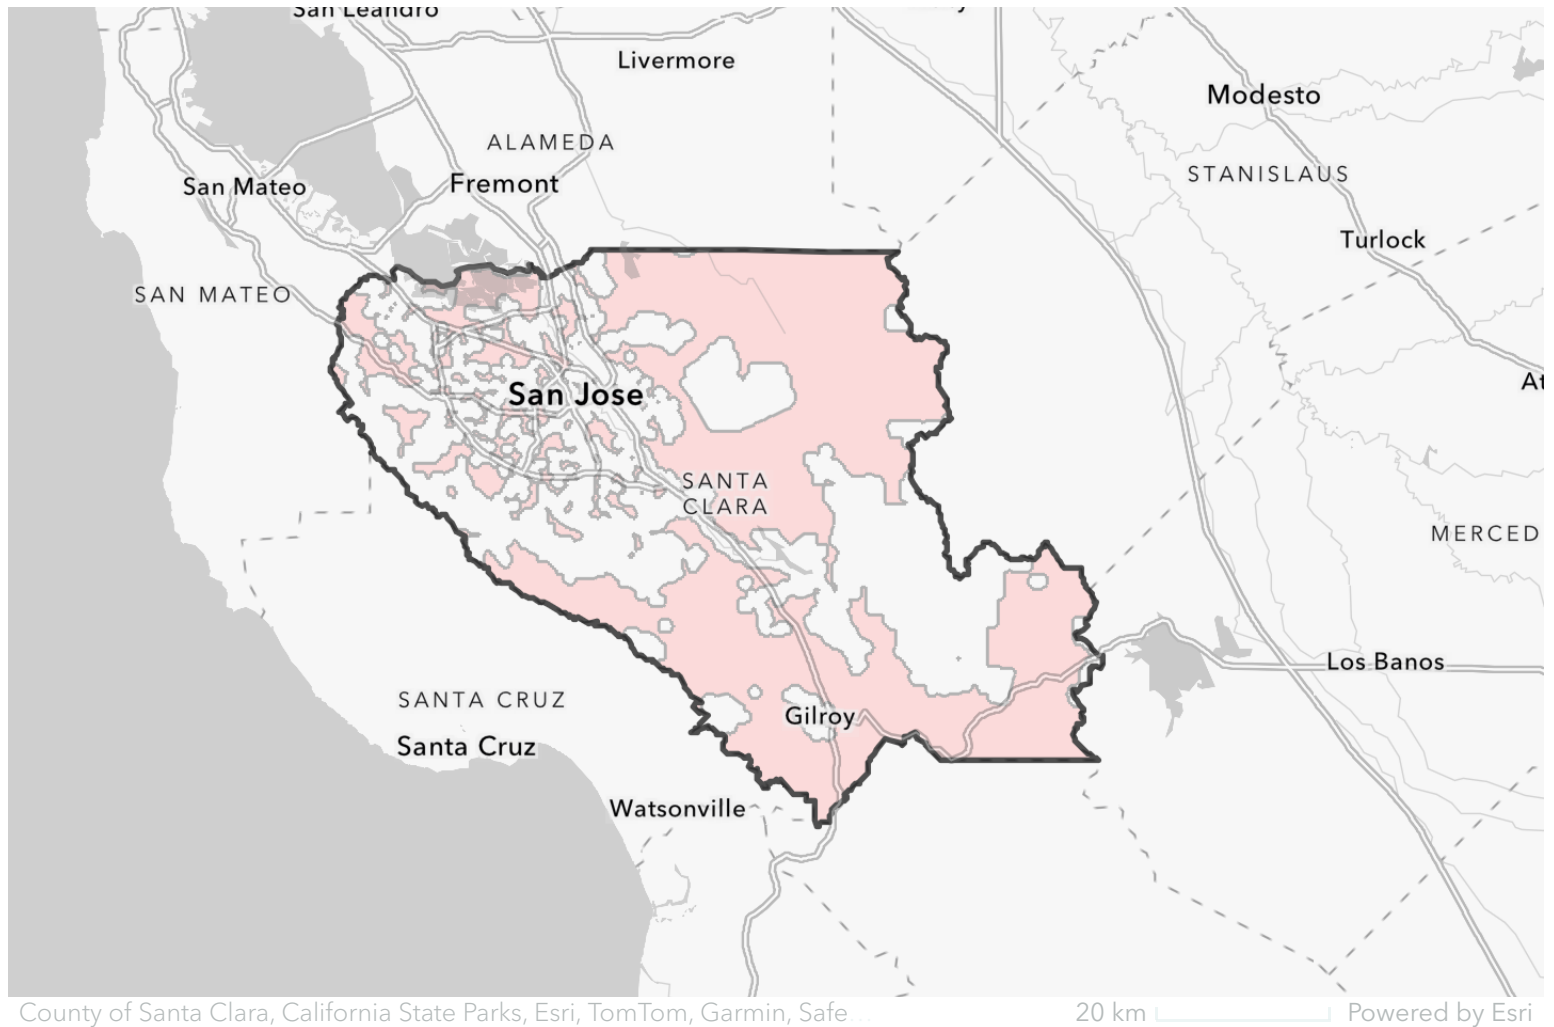 San Leandro
Livermore
Modesto
ALAMEDA
STANISLAUS
San Mateo
Fremont
Turlock
SAN MATEO
San Jose
SANTA
CLARA
MERCED
Los Banos
SANTA CRUZ
Gilroy
Santa Cruz
Watsonville
County of Santa Clara, California State Parks, Esri, TomTom, Garmin, Safe...
20 km
Powered by Esri